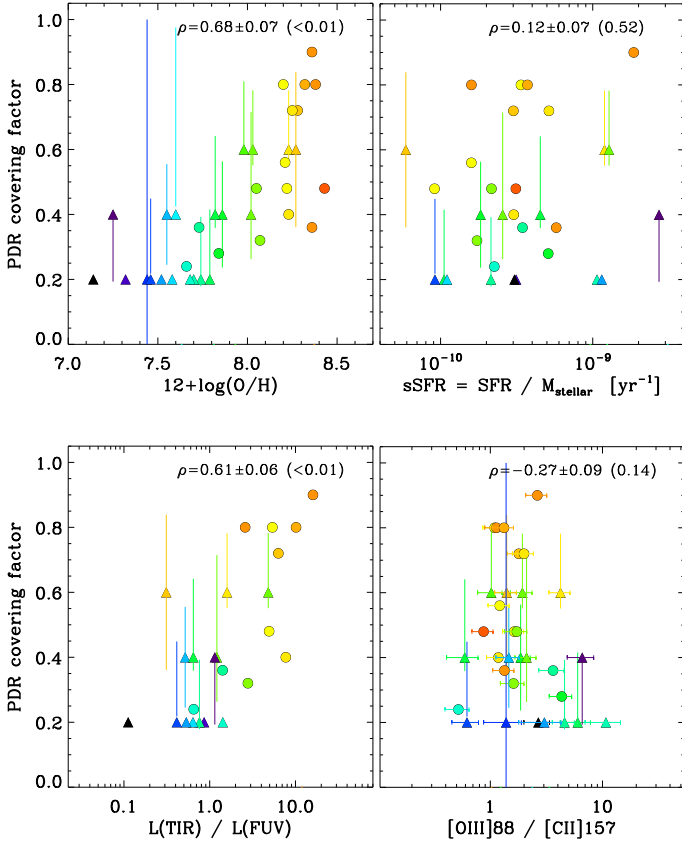 ρ=0.68±0.07 (<0.01)
ρ=0.12±0.07 (0.52)
1.0
0.8
0.6
0.4
0.2
0.0
PDR covering factor
7.0 7.5 8.0 8.5
12+log(O/H)
10⁻¹⁰ 10⁻⁹
sSFR = SFR / M_stellar [yr⁻¹]
ρ=0.61±0.06 (<0.01)
ρ=−0.27±0.09 (0.14)
1.0
0.8
0.6
0.4
0.2
0.0
PDR covering factor
0.1 1.0 10.0
L(TIR) / L(FUV)
1 10
[OIII]88 / [CII]157